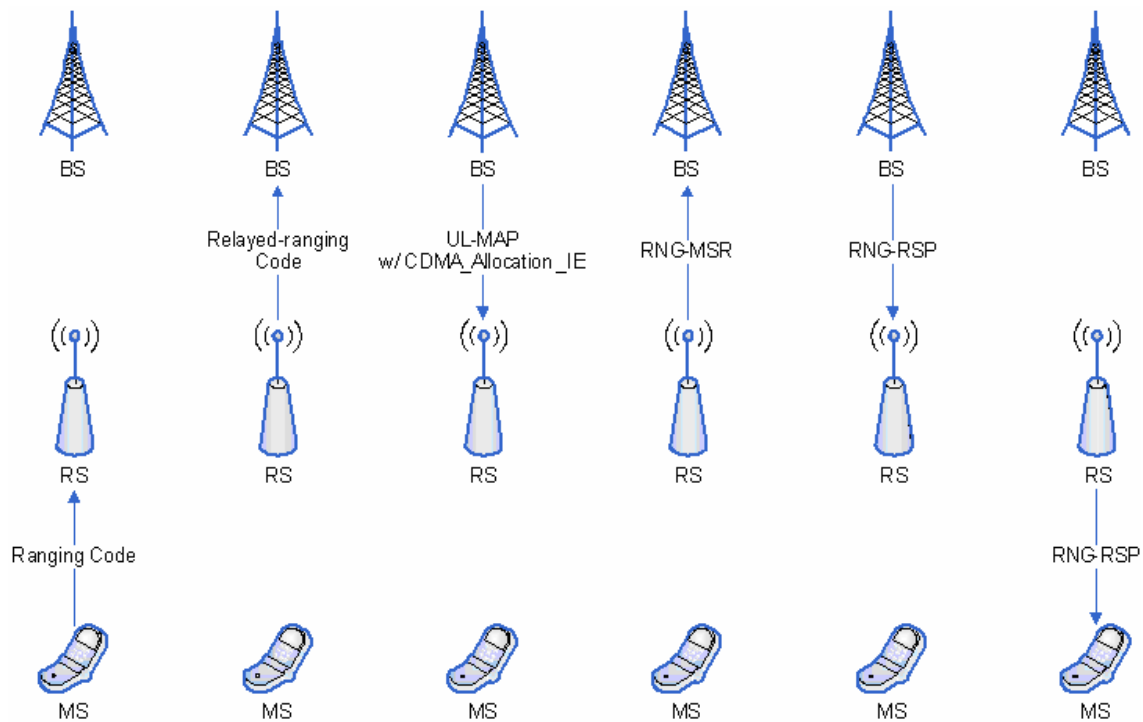 BS BS BS BS BS BS
Relayed-ranging
Code
UL-MAP
w/ CDMA_Allocation_IE
RNG-MSR
RNG-RSP
RS RS RS RS RS RS
Ranging Code
RNG-RSP
MS MS MS MS MS MS